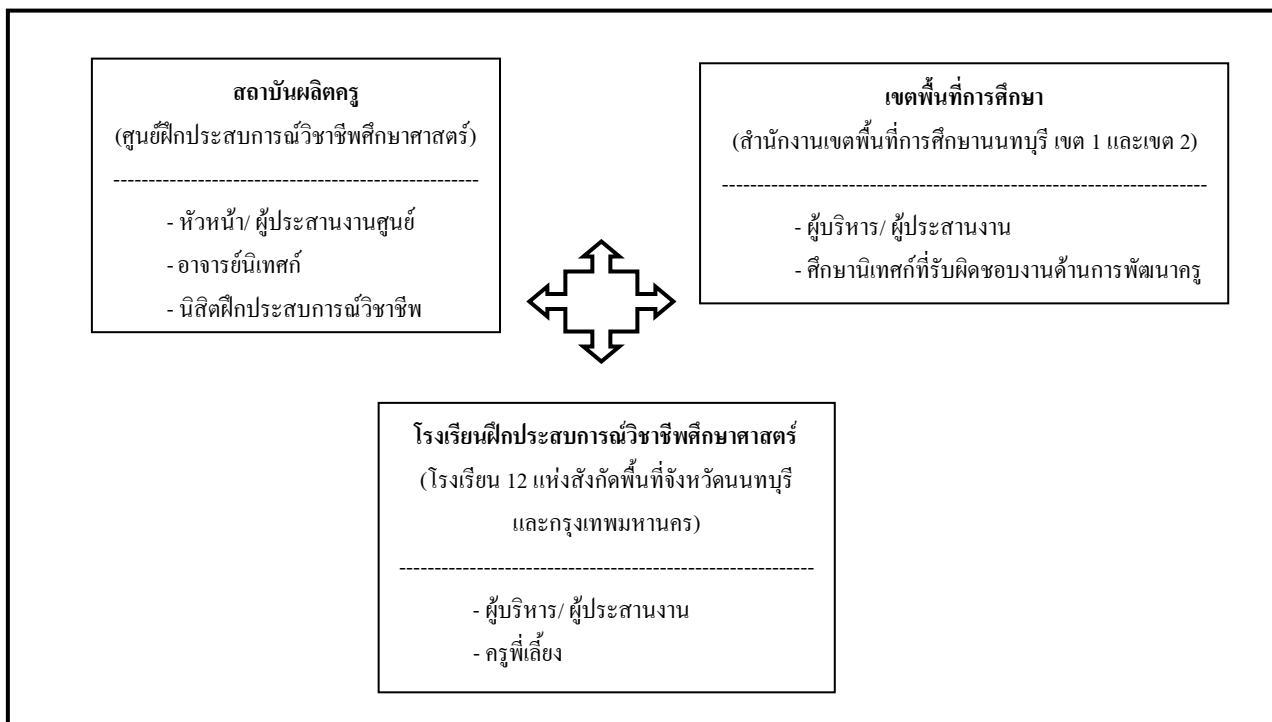 สถาบันผลิตครู
(ศูนย์ฝึกประสบการณ์วิชาชีพศึกษาศาสตร์)
----------------------------------------------------
- หัวหน้า/ ผู้ประสานงานศูนย์
- อาจารย์นิเทศก์
- นิสิตฝึกประสบการณ์วิชาชีพ
เขตพื้นที่การศึกษา
(สำนักงานเขตพื้นที่การศึกษานนทบุรี เขต 1 และเขต 2)
---------------------------------------------------------------------
- ผู้บริหาร/ ผู้ประสานงาน
- ศึกษานิเทศก์ที่รับผิดชอบงานด้านการพัฒนาครู
โรงเรียนฝึกประสบการณ์วิชาชีพศึกษาศาสตร์
(โรงเรียน 12 แห่งสังกัดพื้นที่จังหวัดนนทบุรี
และกรุงเทพมหานคร)
-----------------------------------------------------------
- ผู้บริหาร/ ผู้ประสานงาน
- ครูพี่เลี้ยง